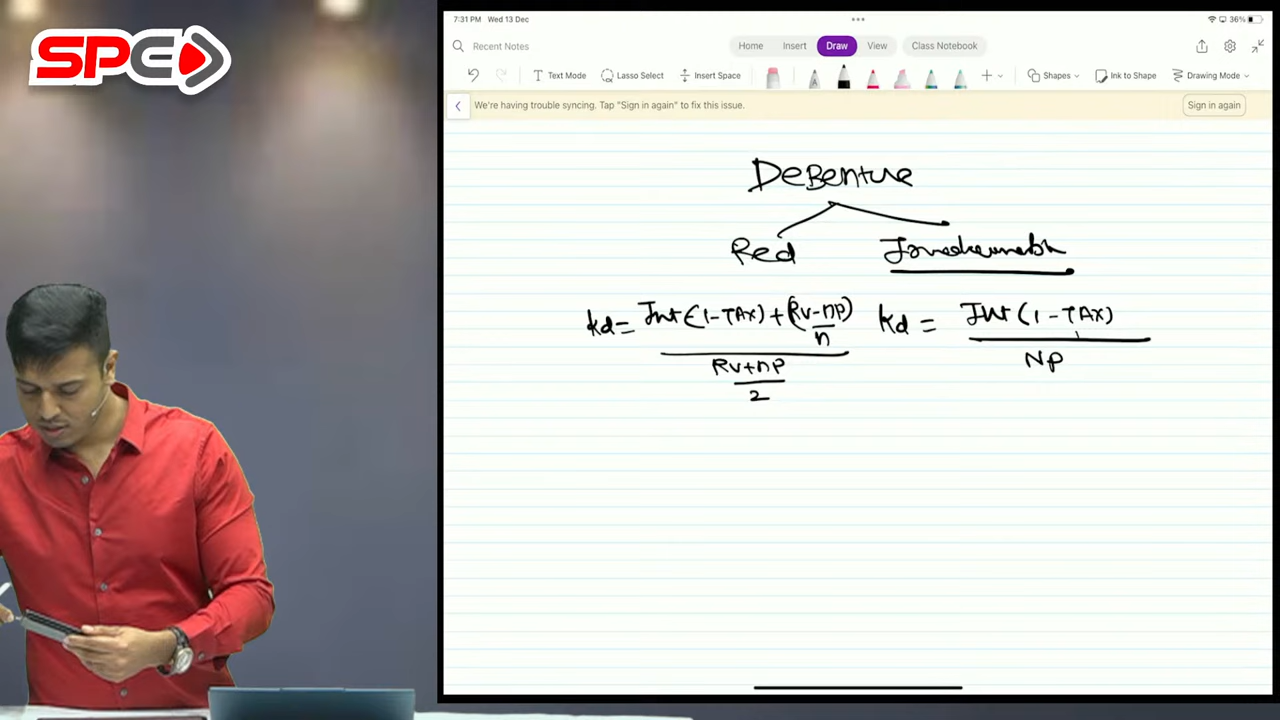 SPE
7:31 PM Wed 13 Dec
36%
Recent Notes
Home Insert Draw View Class Notebook
Text Mode Lasso Select Insert Space Shapes Ink to Shape Drawing Mode
We're having trouble syncing. Tap "Sign in again" to fix this issue. Sign in again
DeBenture
Red
Kd = Int (1-TAX) + (RV-np)
n
RV+np
2
Kd = Int (1-TAX)
NP